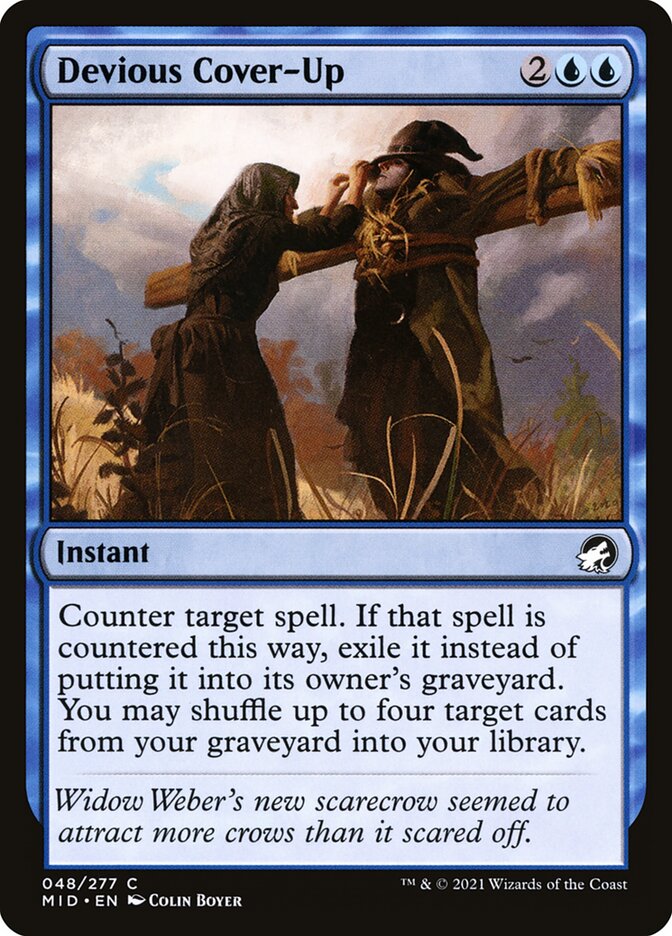 Devious Cover-Up 2
Instant
Counter target spell. If that spell is
countered this way, exile it instead of
putting it into its owner's graveyard.
You may shuffle up to four target cards
from your graveyard into your library.
Widow Weber's new scarecrow seemed to
attract more crows than it scared off.
048/277 C
MID • EN Colin Boyer
™ & © 2021 Wizards of the Coast